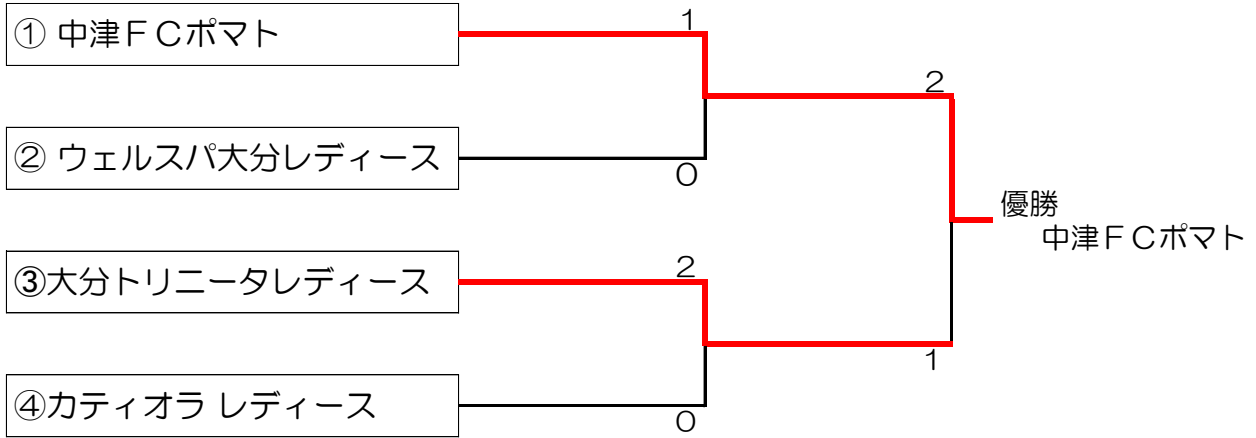 ① 中津ＦＣポマト
1
② ウェルスパ大分レディース
0
2
優勝
中津ＦＣポマト
③大分トリニータレディース
2
④カティオラ レディース
0
1